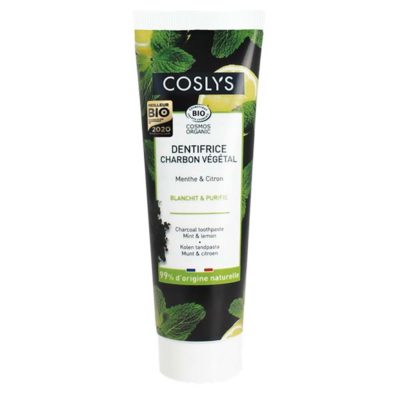 COSLYS
MEILLEUR
BIO
2020
BIO
COSMOS
ORGANIC
DENTIFRICE
CHARBON VÉGÉTAL
Menthe & Citron
BLANCHIT & PURIFIE
Charcoal toothpaste
Mint & lemon
Kolen tandpasta
Munt & citroen
99% d'origine naturelle